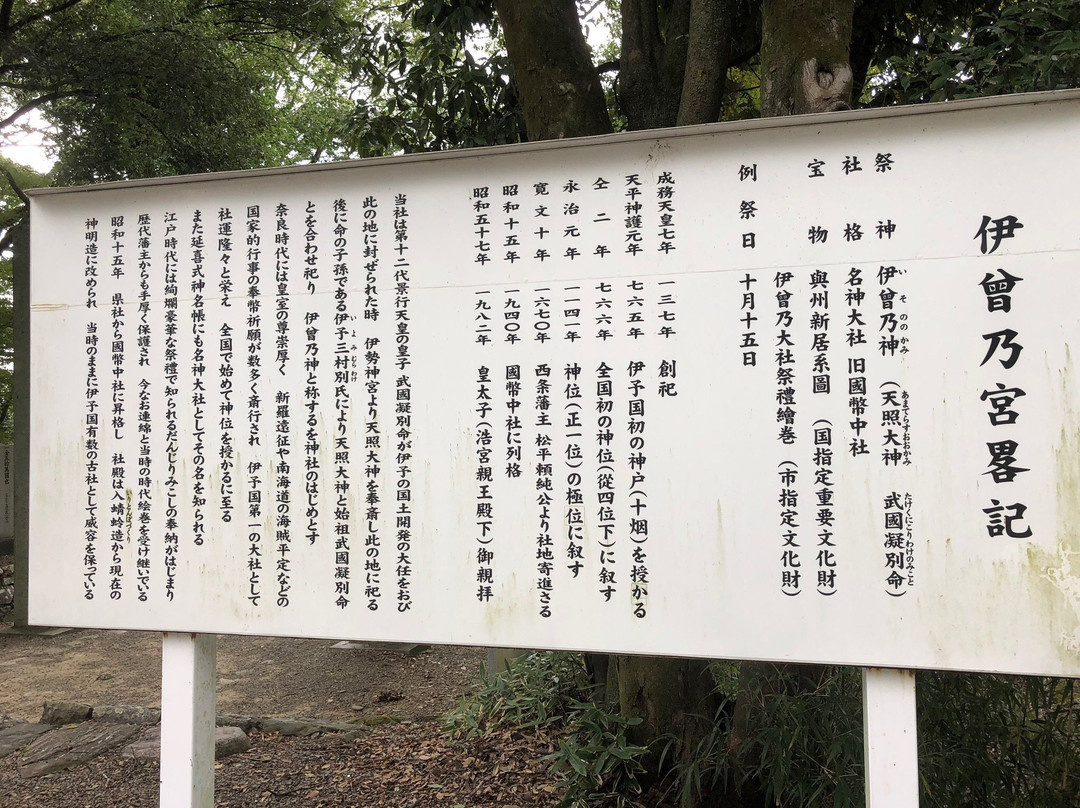 伊曾乃宮畧記
祭神 伊曾乃神(天照大神 武國凝別命)
社格 名神大社 旧國幣中社
宝物 與州新居系圖(国指定重要文化財)
伊曾乃大社祭禮繪巻(市指定文化財)
例祭日 十月十五日
成務天皇七年 一三七年 創祀
天平神護元年 七六五年 伊予国初の神戸(十烟)を授かる
仝二年 七六六年 全国初の神位(從四位下)に叙す
永治元年 一一四一年 神位(正一位)の極位に叙す
寛文十年 一六七〇年 西条藩主 松平頼純公より社地寄進さる
昭和十五年 一九四〇年 國幣中社に列格
昭和五十七年 一九八二年 皇太子(浩宮親王殿下)御親拝
当社は第十二代景行天皇の皇子 武國凝別命が伊予の国土開発の大任をおび
此の地に封ぜられた時 伊勢神宮より天照大神を奉斎し此の地に祀る
後に命の子孫である伊予三村別氏により天照大神と始祖武國凝別命
とを合わせ祀り 伊曾乃神と称するを神社のはじめとす
奈良時代には皇室の尊崇厚く 新羅遠征や南海道の海賊平定などの
国家的行事の奉幣祈願が数多く斎行され 伊予国第一の大社として
社運隆々と栄え 全国で始めて神位を授かるに至る
また延喜式神名帳にも名神大社としてその名を知られる
江戸時代には絢爛豪華な祭禮で知られるだんじりみこしの奉納がはじまり
歴代藩主からも手厚く保護され 今なお連綿と当時の時代絵巻を受け継いでいる
昭和十五年 県社から國幣中社に昇格し 社殿は入蜻蛉造から現在の
神明造に改められ 当時のままに伊予国有数の古社として威容を保っている